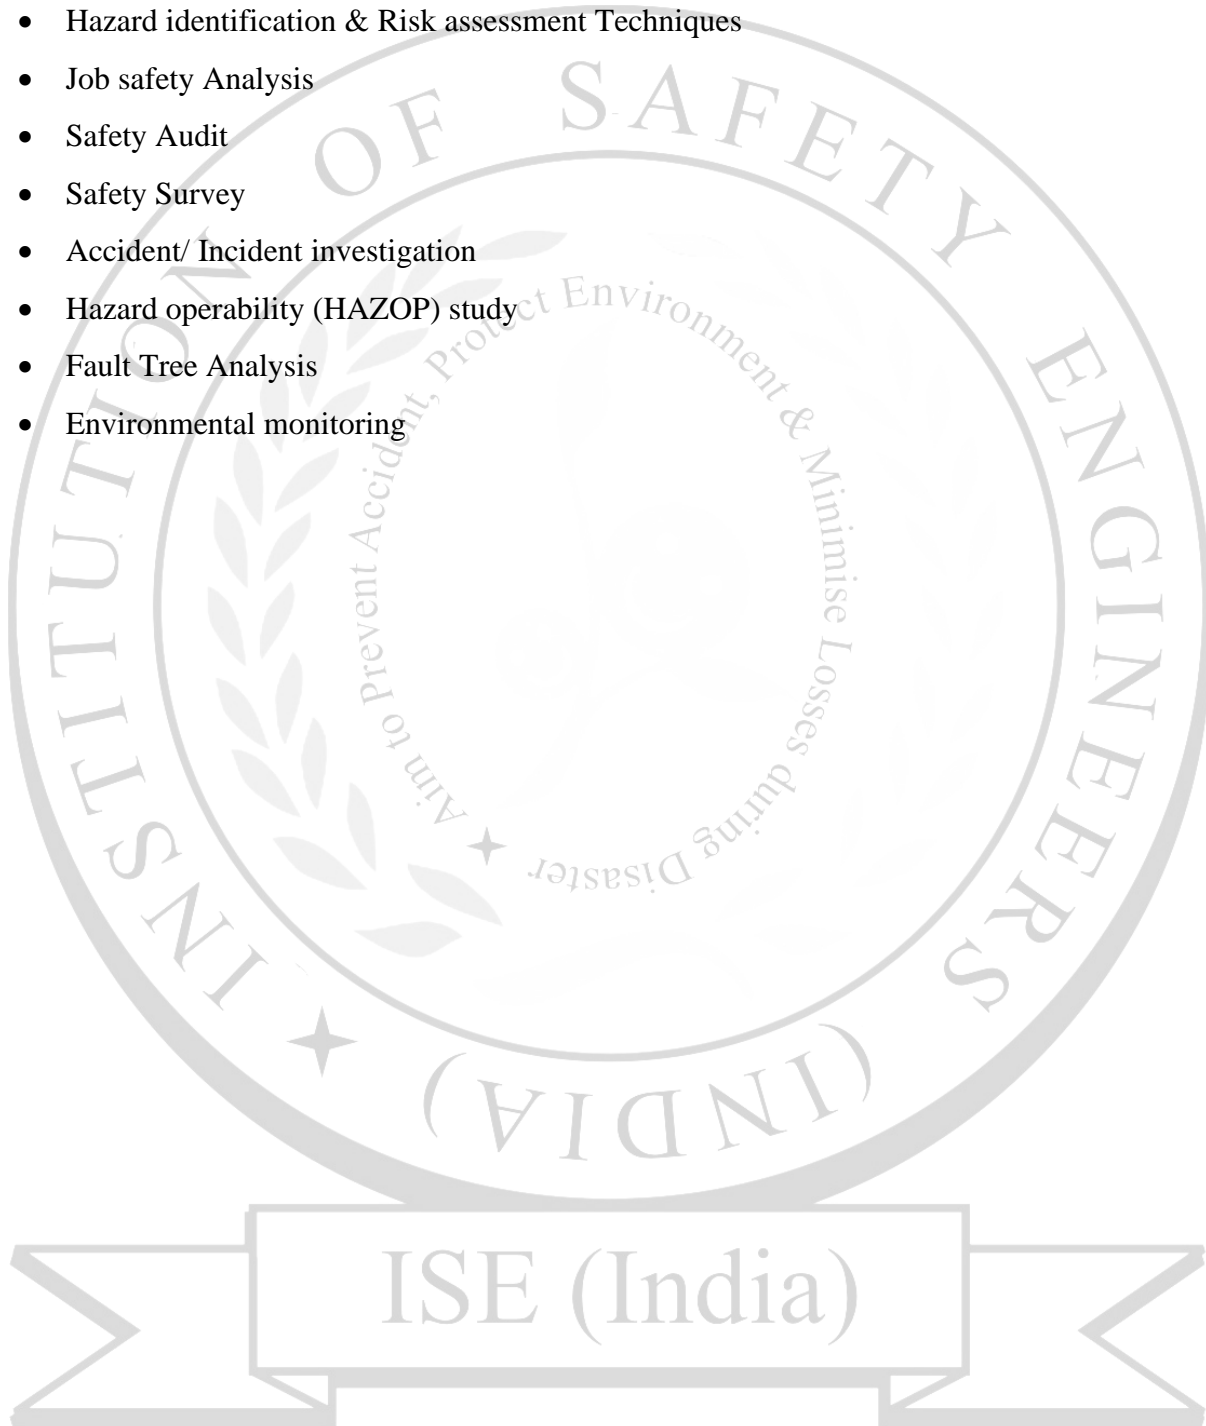 • Hazard identification & Risk assessment Techniques
• Job safety Analysis
• Safety Audit
• Safety Survey
• Accident/ Incident investigation
• Hazard operability (HAZOP) study
• Fault Tree Analysis
• Environmental monitoring
INSTITUTION OF SAFETY ENGINEERS (INDIA)
Aim to Prevent Accident, Protect Environment & Minimise Losses during Disaster
ISE (India)